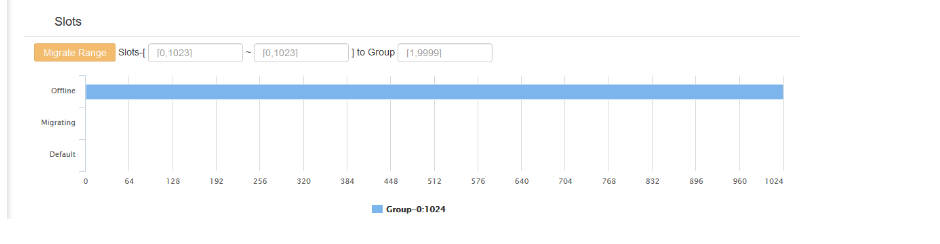 Slots
Migrate Range Slots-[ [0,1023] ~ [0,1023] ] to Group [1,9999]
Offline
Migrating
Default
0 64 128 192 256 320 384 448 512 576 640 704 768 832 896 960 1024
Group-0:1024